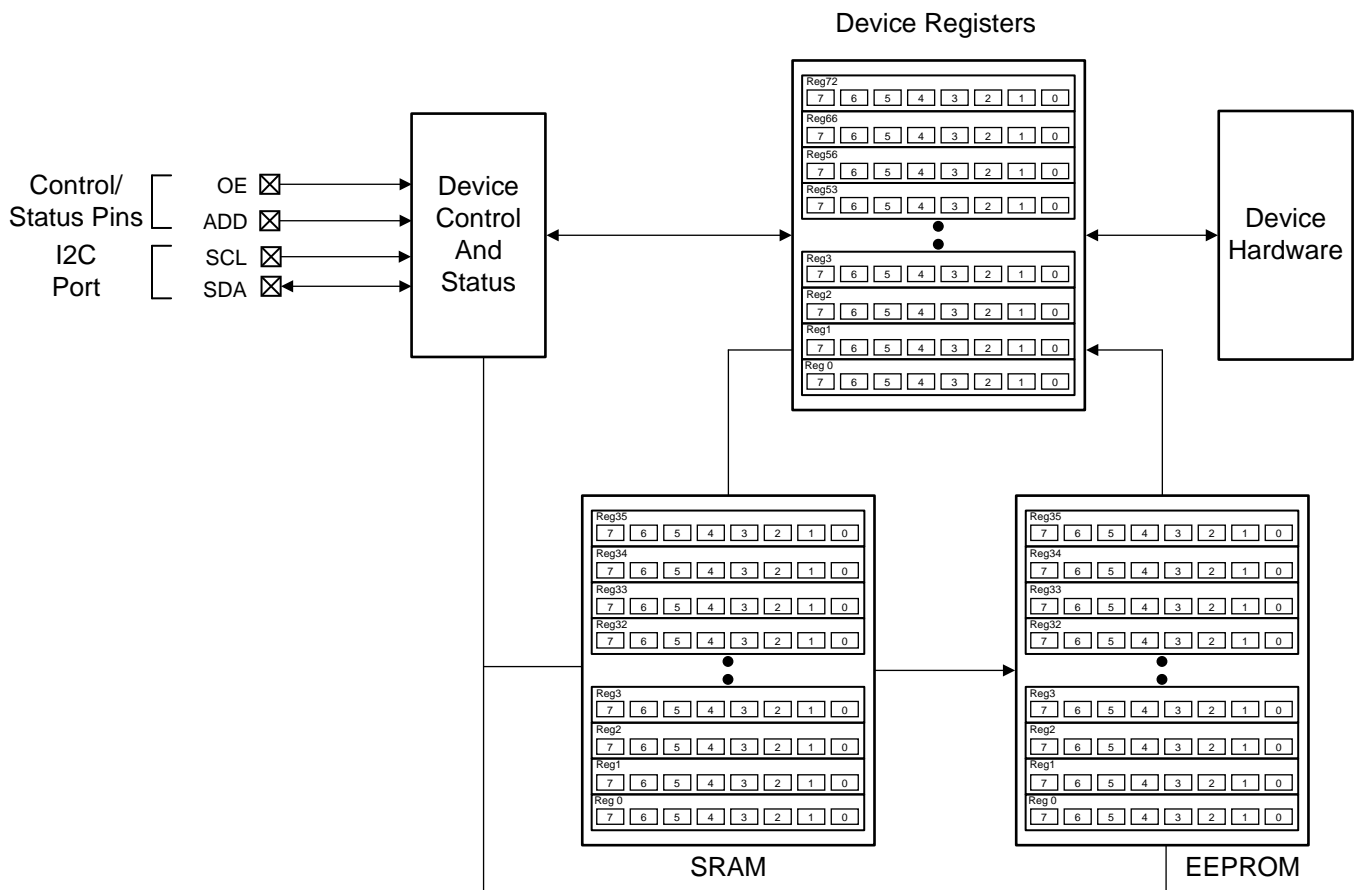 Device Registers
Reg72
7 6 5 4 3 2 1 0
Reg66
7 6 5 4 3 2 1 0
Reg56
7 6 5 4 3 2 1 0
Reg53
7 6 5 4 3 2 1 0
Reg3
7 6 5 4 3 2 1 0
Reg2
7 6 5 4 3 2 1 0
Reg1
7 6 5 4 3 2 1 0
Reg 0
7 6 5 4 3 2 1 0
Control/
Status Pins
OE
ADD
I2C
Port
SCL
SDA
Device
Control
And
Status
Device
Hardware
Reg35
7 6 5 4 3 2 1 0
Reg34
7 6 5 4 3 2 1 0
Reg33
7 6 5 4 3 2 1 0
Reg32
7 6 5 4 3 2 1 0
Reg3
7 6 5 4 3 2 1 0
Reg2
7 6 5 4 3 2 1 0
Reg1
7 6 5 4 3 2 1 0
Reg 0
7 6 5 4 3 2 1 0
SRAM
Reg35
7 6 5 4 3 2 1 0
Reg34
7 6 5 4 3 2 1 0
Reg33
7 6 5 4 3 2 1 0
Reg32
7 6 5 4 3 2 1 0
Reg3
7 6 5 4 3 2 1 0
Reg2
7 6 5 4 3 2 1 0
Reg1
7 6 5 4 3 2 1 0
Reg 0
7 6 5 4 3 2 1 0
EEPROM